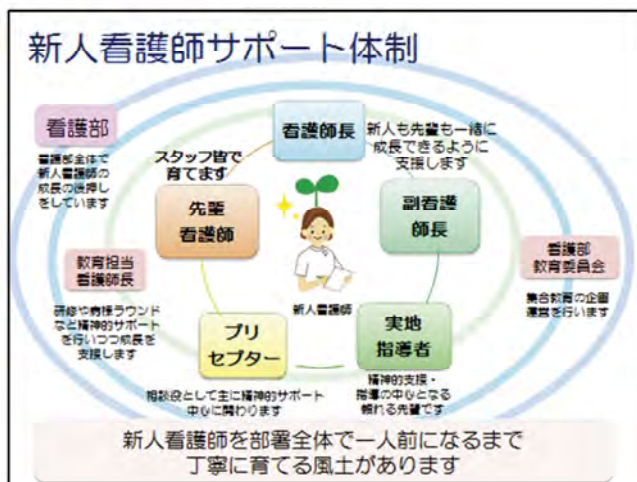 新人看護師サポート体制
看護部
看護部全体で
新人看護師の
成長の後押し
をしています
看護師長
新人も先輩も一緒に
成長できるように
支援します
スタッフ皆で
育てます
先輩
看護師
副看護
師長
教育担当
看護師長
研修や病棟ラウンド
など精神的サポート
を行いつつ成長を
支援します
新人看護師
看護部
教育委員会
集合教育の企画
運営を行います
プリ
セプター
相談役として主に精神的サポート
中心に関わります
実地
指導者
精神的支援・
指導の中心となる
頼れる先輩です
新人看護師を部署全体で一人前になるまで
丁寧に育てる風土があります